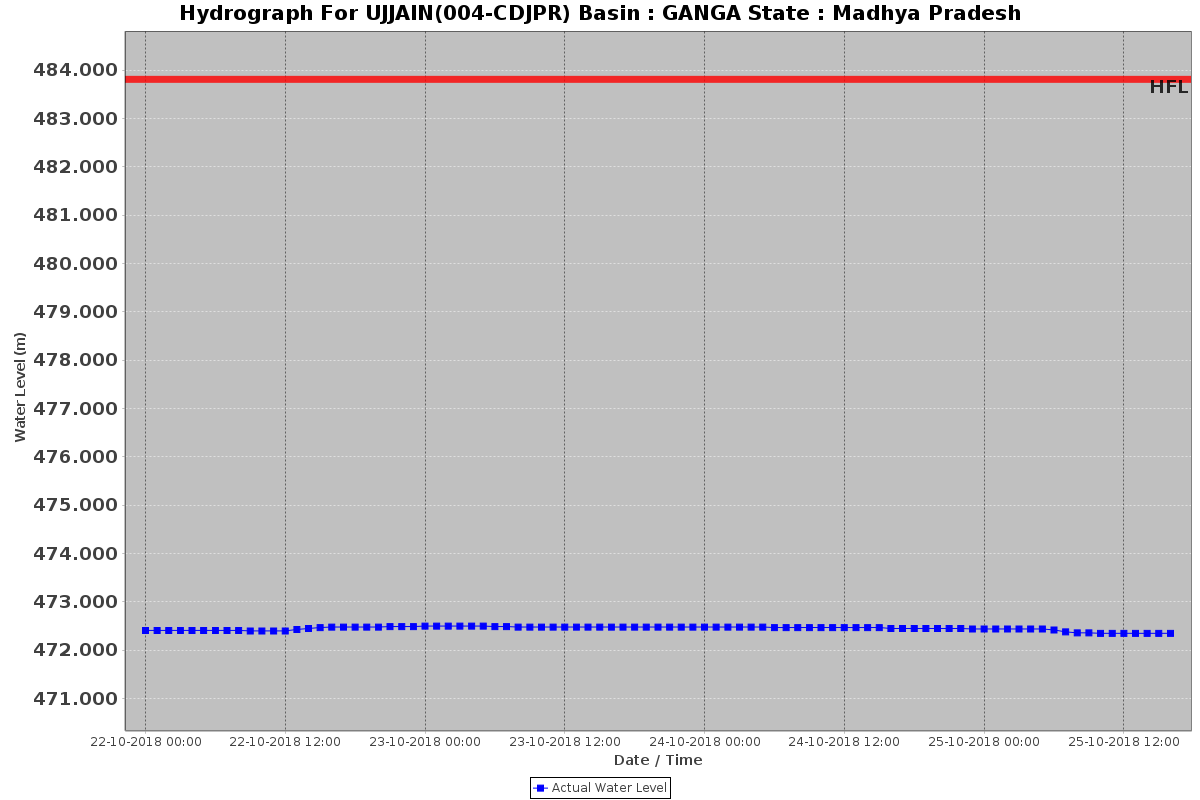 Hydrograph For UJJAIN(004-CDJPR) Basin : GANGA State : Madhya Pradesh
484.000
HFL
483.000
482.000
481.000
480.000
479.000
478.000
477.000
476.000
475.000
474.000
473.000
472.000
471.000
Water Level (m)
22-10-2018 00:00 22-10-2018 12:00 23-10-2018 00:00 23-10-2018 12:00 24-10-2018 00:00 24-10-2018 12:00 25-10-2018 00:00 25-10-2018 12:00
Date / Time
Actual Water Level